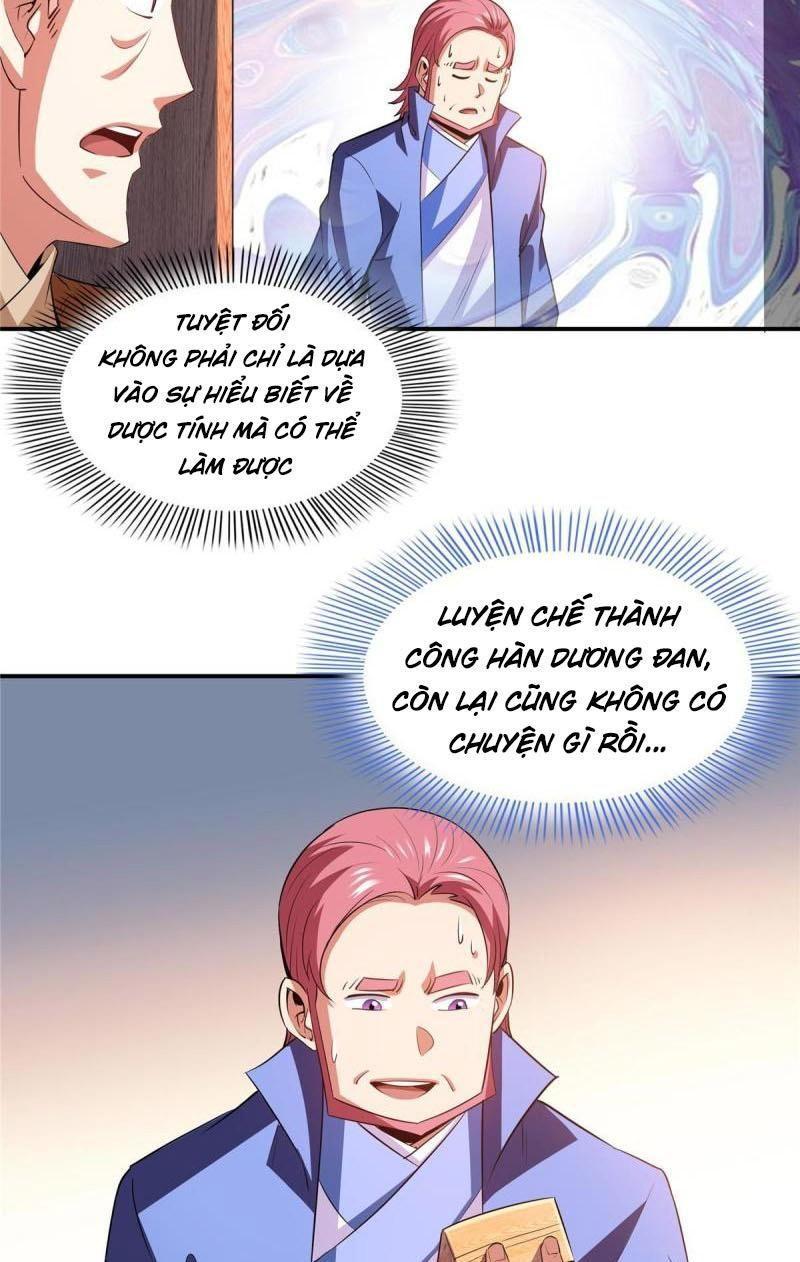 TUYỆT ĐỐI
KHÔNG PHẢI CHỈ LÀ DỰA
VÀO SỰ HIỂU BIẾT VỀ
DƯỢC TÍNH MÀ CÓ THỂ
LÀM ĐƯỢC
LUYỆN CHẾ THÀNH
CÔNG HÀN DƯƠNG ĐAN,
CÒN LẠI CŨNG KHÔNG CÓ
CHUYỆN GÌ RỒI...